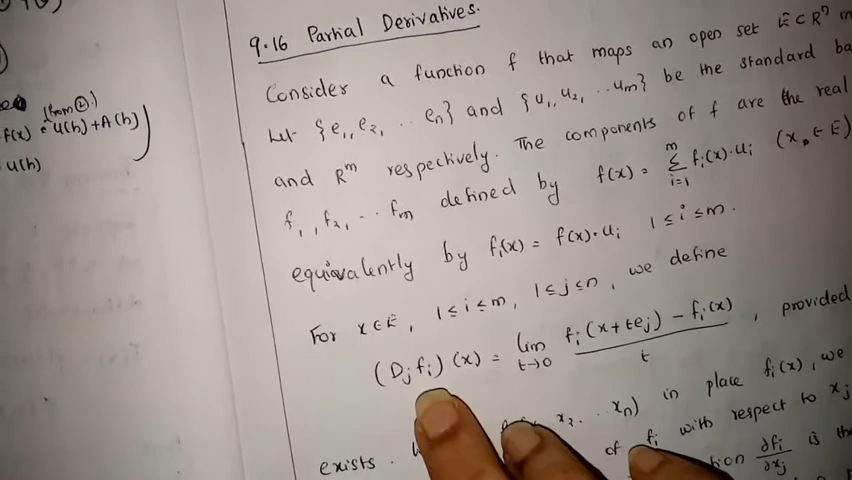 (from ②.)
f(x) = U(h) + A(h)
U(h)
9.16 Partial Derivatives.
Consider a function f that maps an open set E ⊂ Rⁿ in
Let {e₁, e₂, .. eₙ} and {u₁, u₂, .. uₘ} be the standard ba
and Rᵐ respectively. The components of f are the real
f₁, f₂, .. fₘ defined by f(x) = ∑ᵢ₌₁ᵐ fᵢ(x).uᵢ (x ∈ E)
equivalently by fᵢ(x) = f(x).uᵢ 1 ≤ i ≤ m.
For x ∈ E, 1 ≤ i ≤ m, 1 ≤ j ≤ n, we define
(Dⱼfᵢ)(x) = lim t→0 fᵢ(x + teⱼ) − fᵢ(x) / t , provided
exists. x₂ .. xₙ) in place fᵢ(x), we
of fᵢ with respect to xⱼ
∂fᵢ/∂xⱼ is